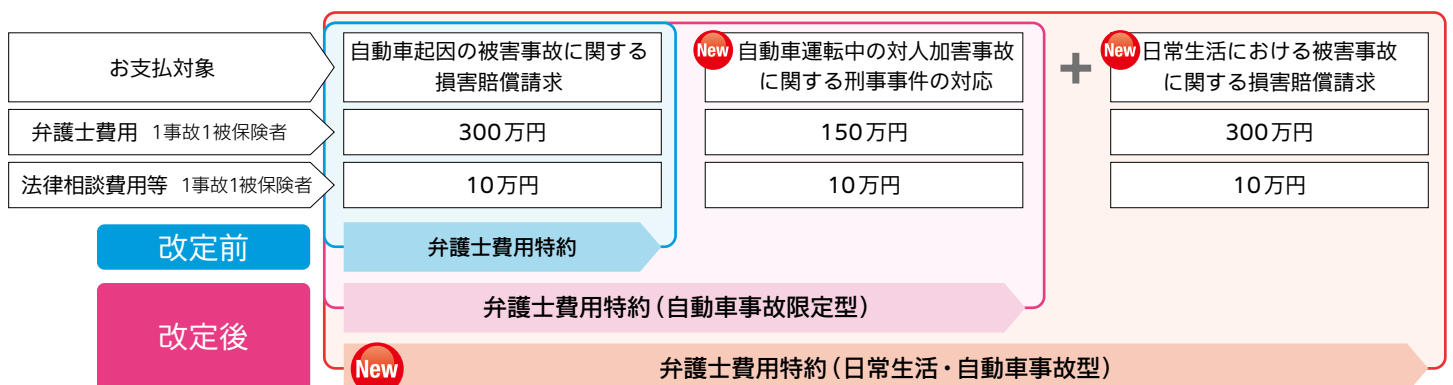 お支払対象
自動車起因の被害事故に関する
損害賠償請求
New 自動車運転中の対人加害事故
に関する刑事事件の対応
+
New 日常生活における被害事故
に関する損害賠償請求
弁護士費用 1事故1被保険者
300万円
150万円
300万円
法律相談費用等 1事故1被保険者
10万円
10万円
10万円
改定前
弁護士費用特約
改定後
弁護士費用特約(自動車事故限定型)
New 弁護士費用特約(日常生活・自動車事故型)